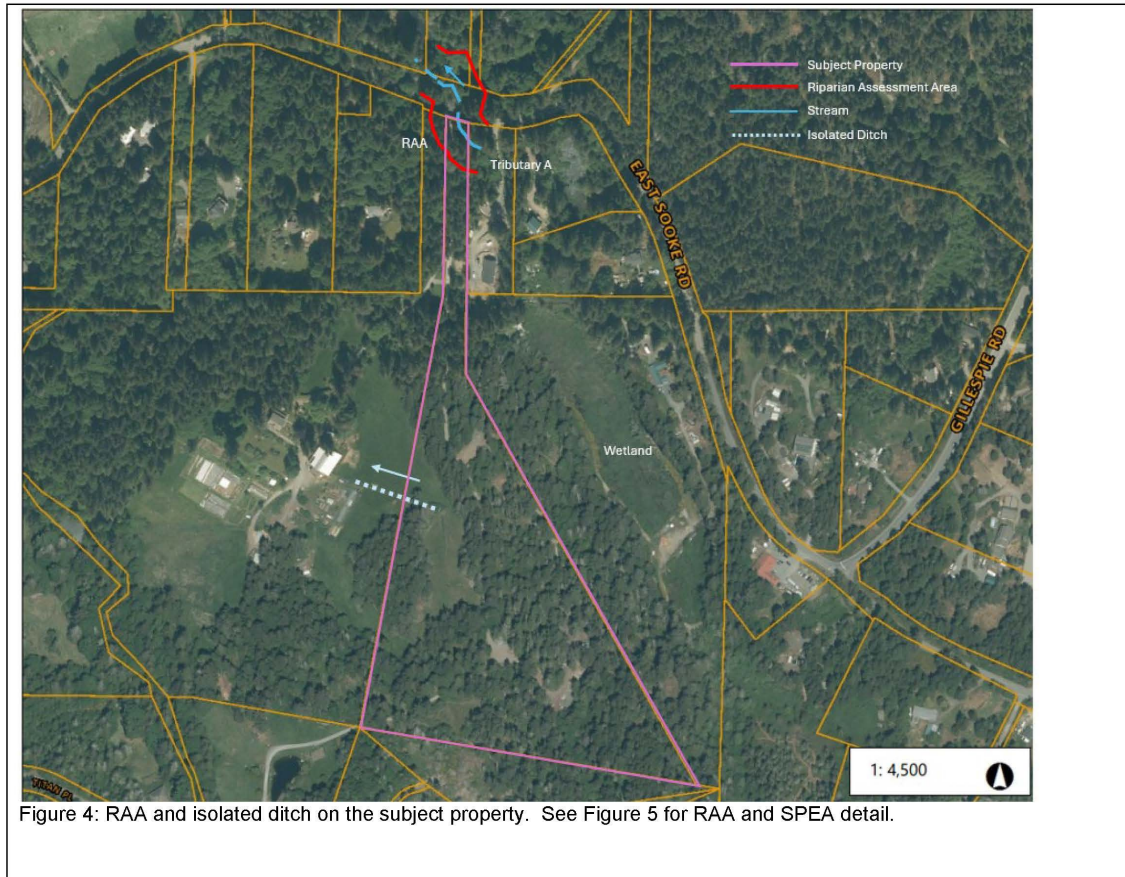 Subject Property
Riparian Assessment Area
Stream
Isolated Ditch
RAA
Tributary A
EAST SOOKE RD
GILLESPIE RD
Wetland
1: 4,500
Figure 4: RAA and isolated ditch on the subject property. See Figure 5 for RAA and SPEA detail.